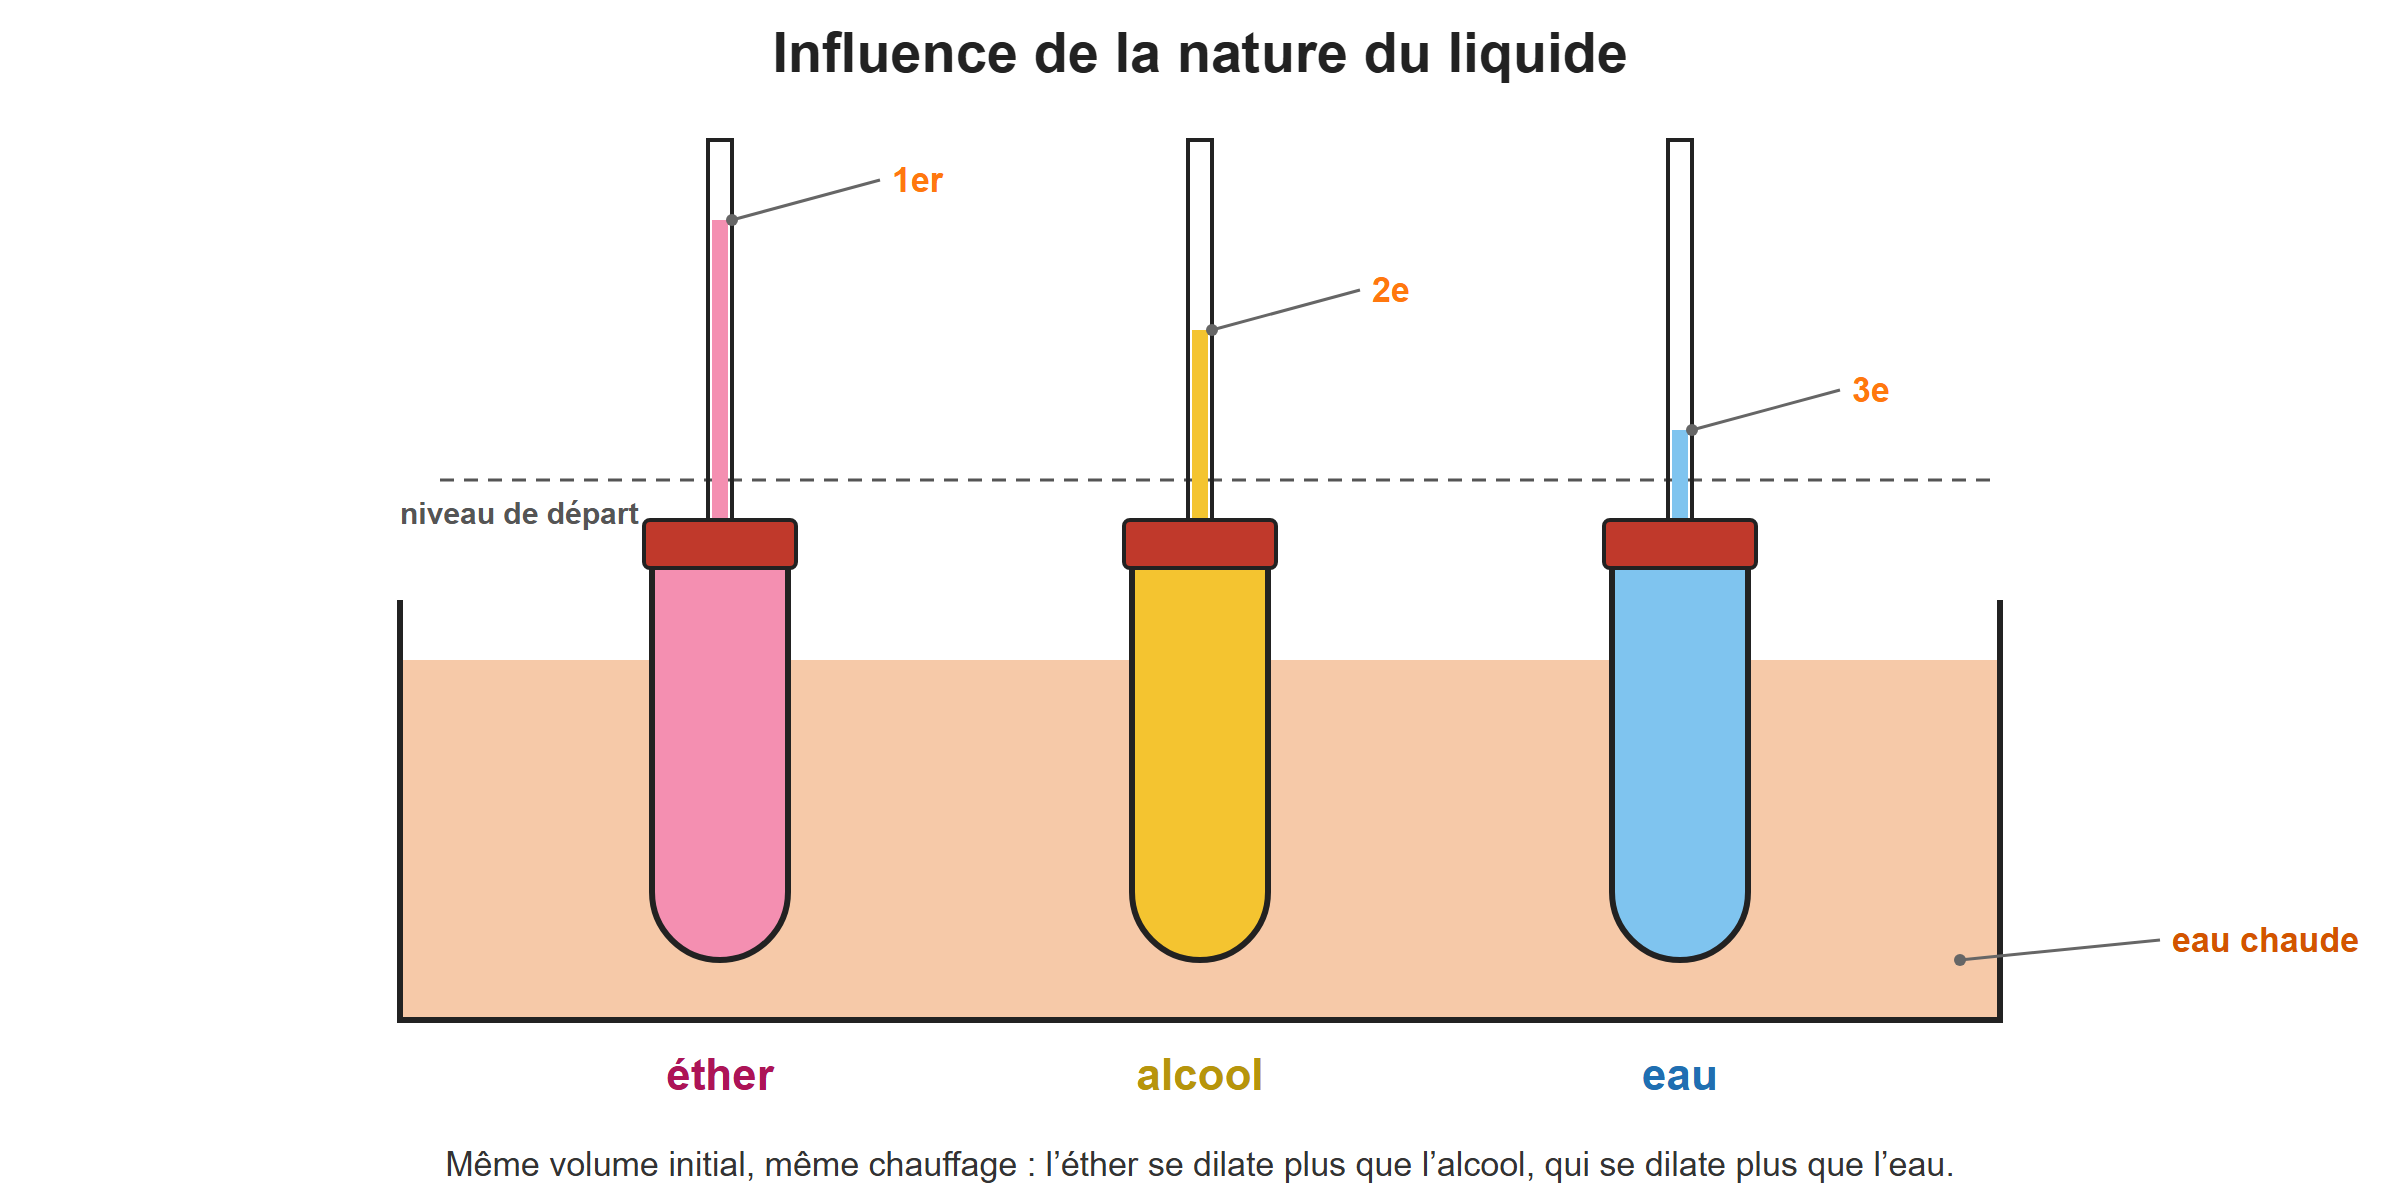 Influence de la nature du liquide
1er
2e
3e
niveau de départ
eau chaude
éther
alcool
eau
Même volume initial, même chauffage : l’éther se dilate plus que l’alcool, qui se dilate plus que l’eau.